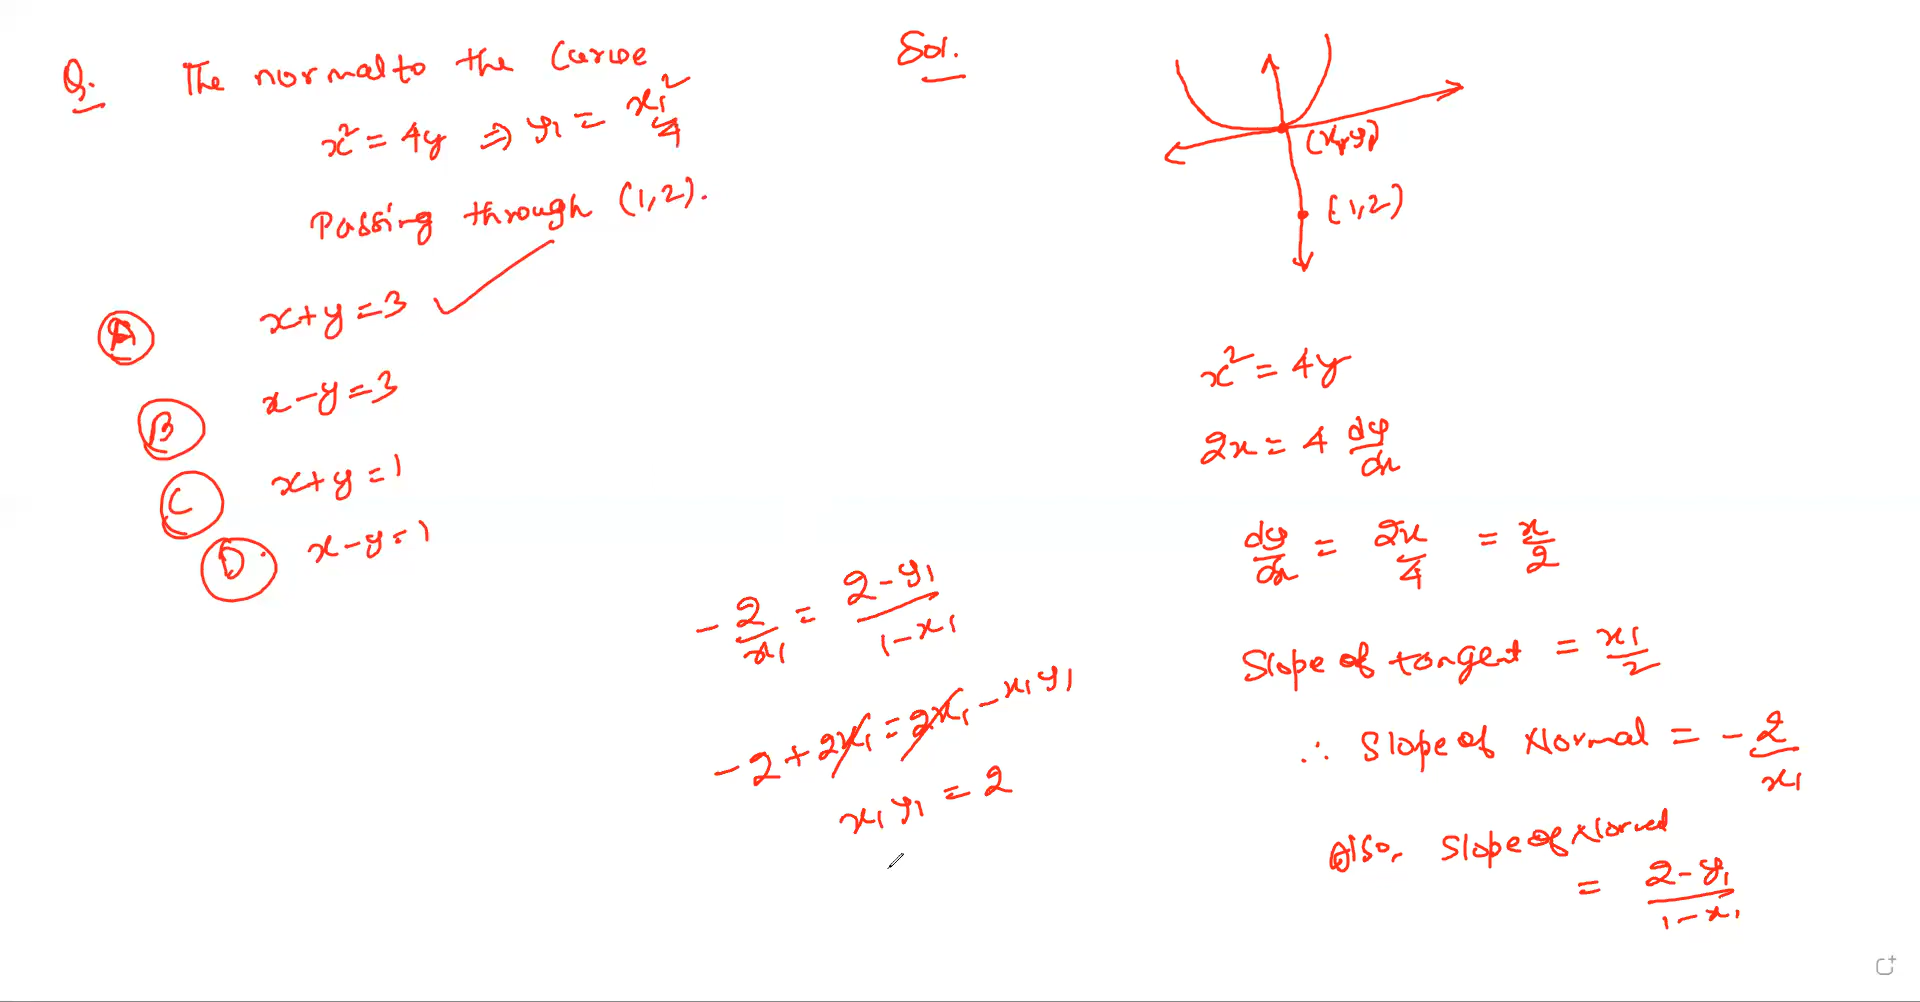 Q. The normal to the Curve
x² = 4y ⇒ y₁ = x₁²/4
Passing through (1,2).
A x+y=3 ✓
B x-y=3
C x+y=1
D x-y=1
Sol.
(x₁,y₁)
(1,2)
x² = 4y
2x = 4 dy/dx
dy/dx = 2x/4 = x/2
Slope of tangent = x₁/2
∴ Slope of Normal = -2/x₁
Also, Slope of Normal
= (2-y₁)/(1-x₁)
-2/x₁ = (2-y₁)/(1-x₁)
-2+2x₁ = 2x₁-x₁y₁
x₁y₁ = 2